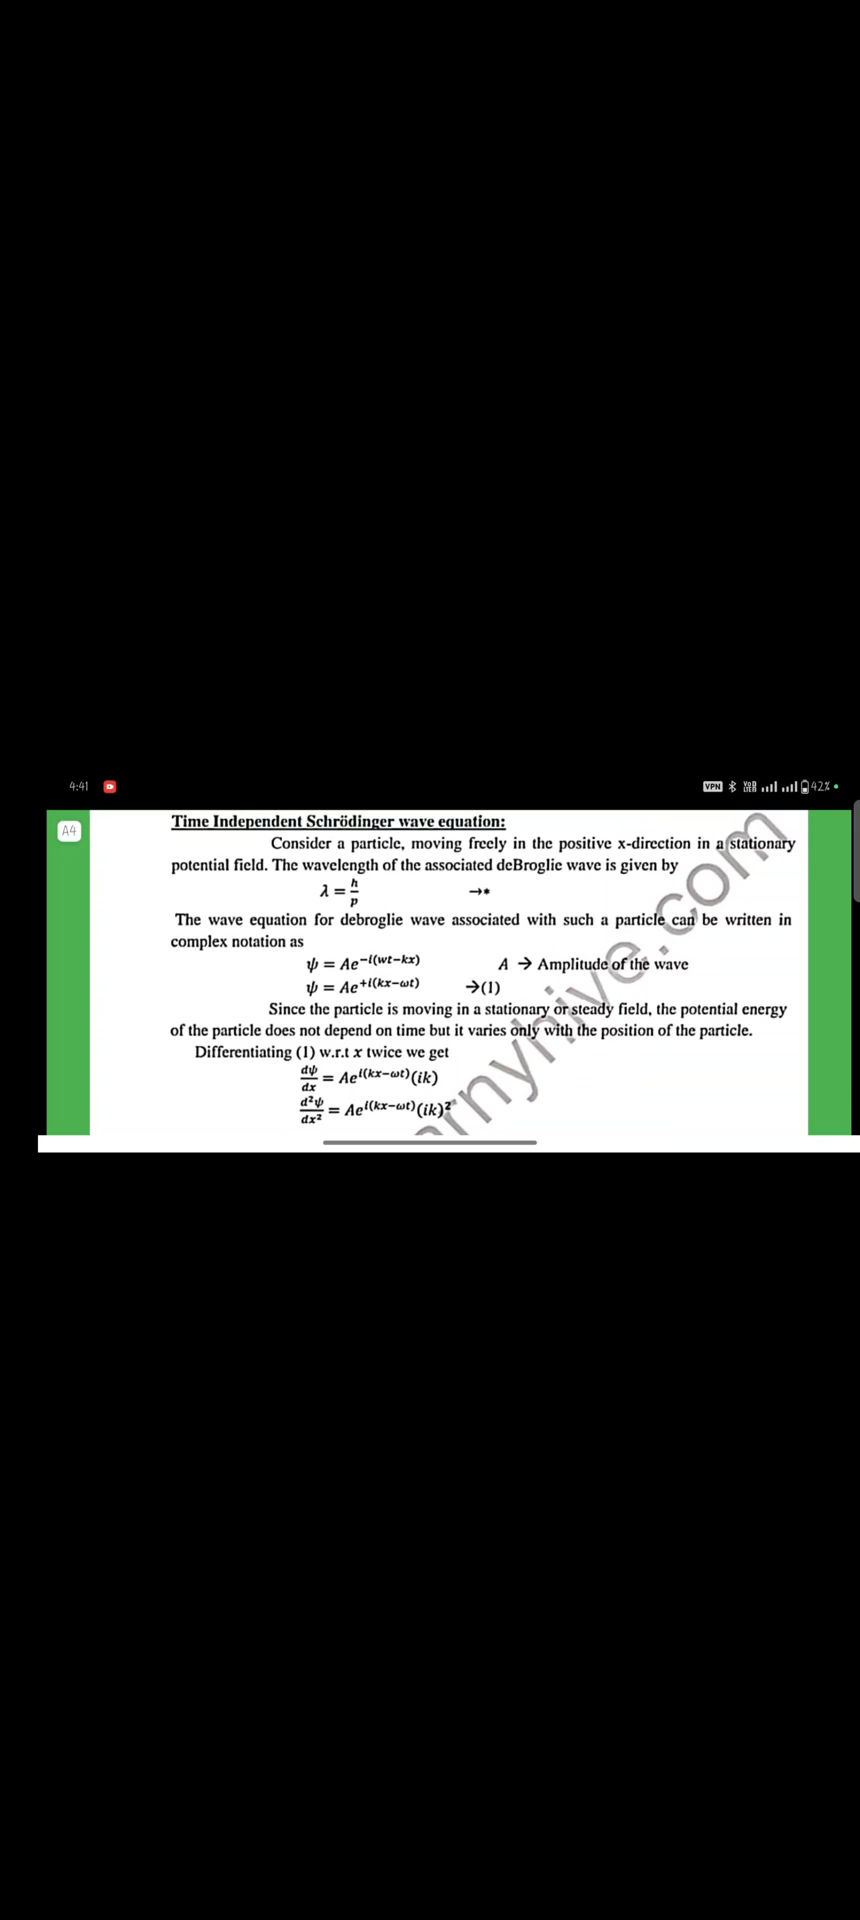 4:41
VPN VoD LTE 42%
A4
Time Independent Schrödinger wave equation:
Consider a particle, moving freely in the positive x-direction in a stationary
potential field. The wavelength of the associated deBroglie wave is given by
λ = h/p →*
The wave equation for debroglie wave associated with such a particle can be written in
complex notation as
ψ = Ae^−i(wt−kx) A → Amplitude of the wave
ψ = Ae^+i(kx−ωt) →(1)
Since the particle is moving in a stationary or steady field, the potential energy
of the particle does not depend on time but it varies only with the position of the particle.
Differentiating (1) w.r.t x twice we get
dψ/dx = Ae^i(kx−ωt)(ik)
d²ψ/dx² = Ae^i(kx−ωt)(ik)²
ernyhive.com